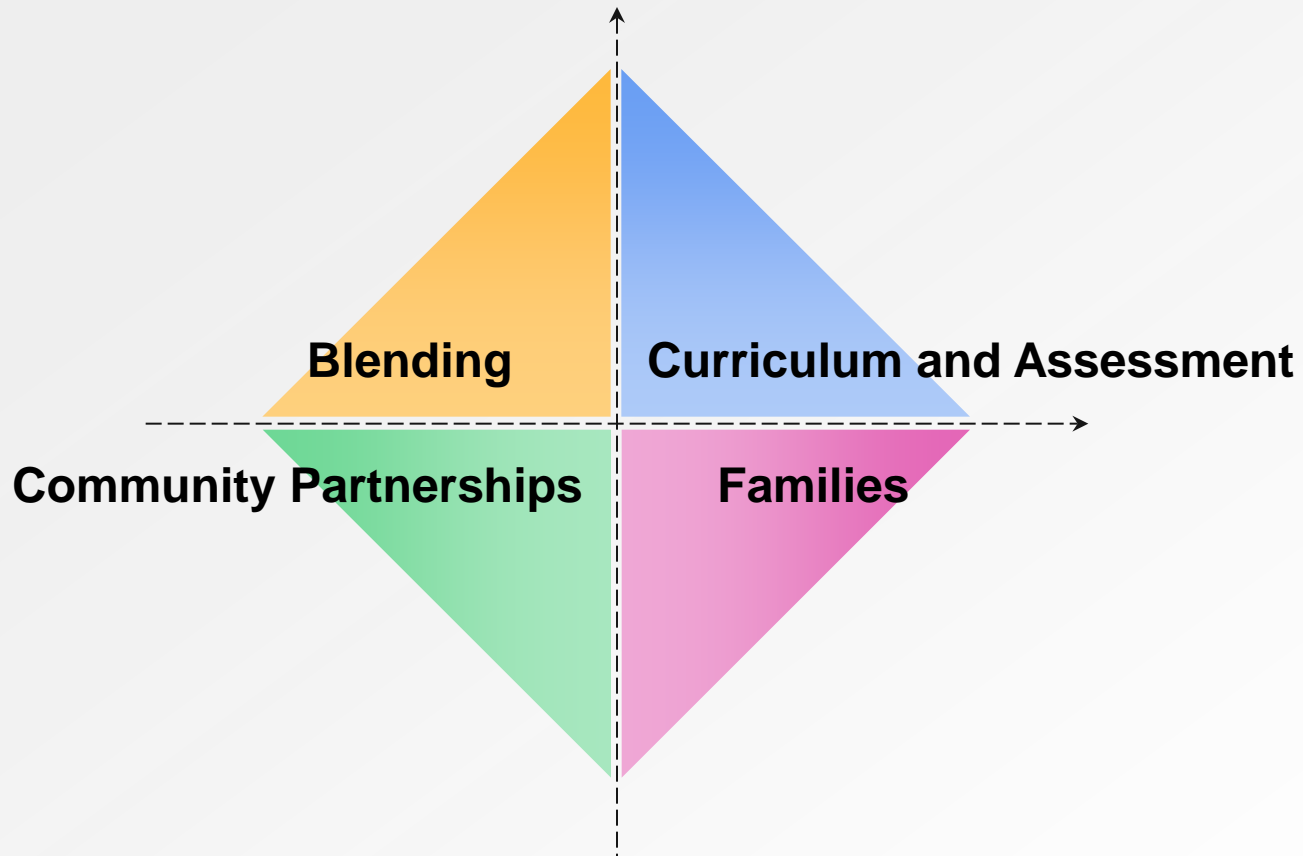 Blending
Curriculum and Assessment
Community Partnerships
Families